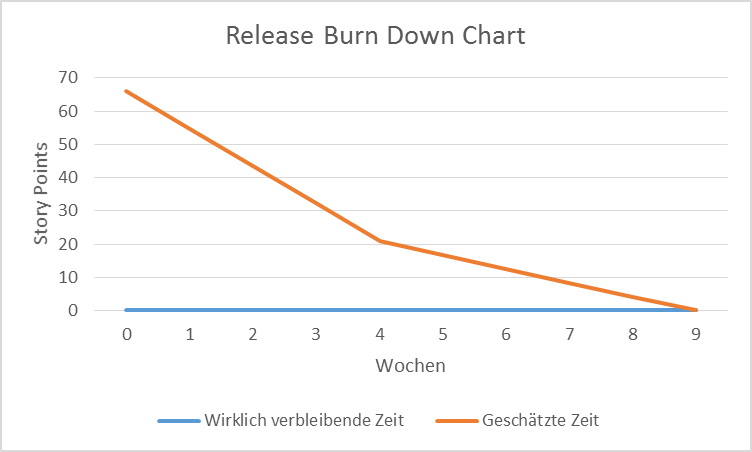 Release Burn Down Chart
70
60
50
40
30
20
10
0
Story Points
0 1 2 3 4 5 6 7 8 9
Wochen
Wirklich verbleibende Zeit Geschätzte Zeit